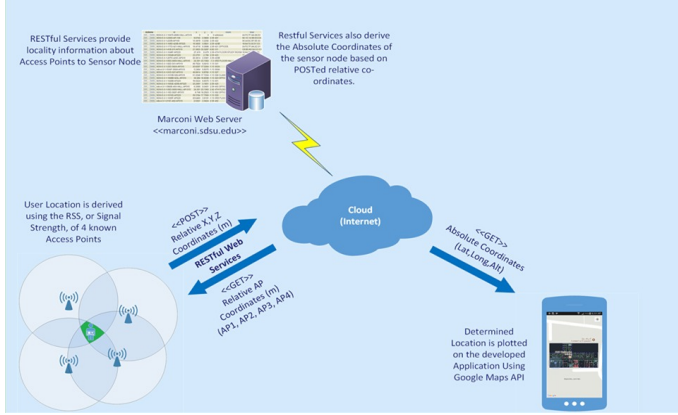 RESTful Services provide
locality information about
Access Points to Sensor Node
Restful Services also derive
the Absolute Coordinates of
the sensor node based on
POSTed relative co-
ordinates.
Marconi Web Server
<<marconi.sdsu.edu>>
User Location is derived
using the RSS, or Signal
Strength, of 4 known
Access Points
<<POST>>
Relative X,Y,Z
Coordinates (m)
RESTful Web
Services
<<GET>>
Relative AP
Coordinates (m)
(AP1, AP2, AP3, AP4)
Cloud
(Internet)
<<GET>>
Absolute Coordinates
(Lat,Long,Alt)
Determined
Location is plotted
on the developed
Application Using
Google Maps API